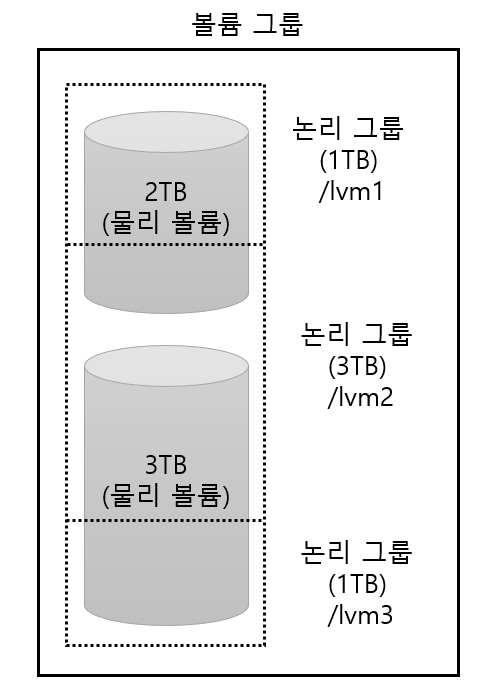 볼륨 그룹
논리 그룹
(1TB)
/lvm1
2TB
(물리 볼륨)
논리 그룹
(3TB)
/lvm2
3TB
(물리 볼륨)
논리 그룹
(1TB)
/lvm3